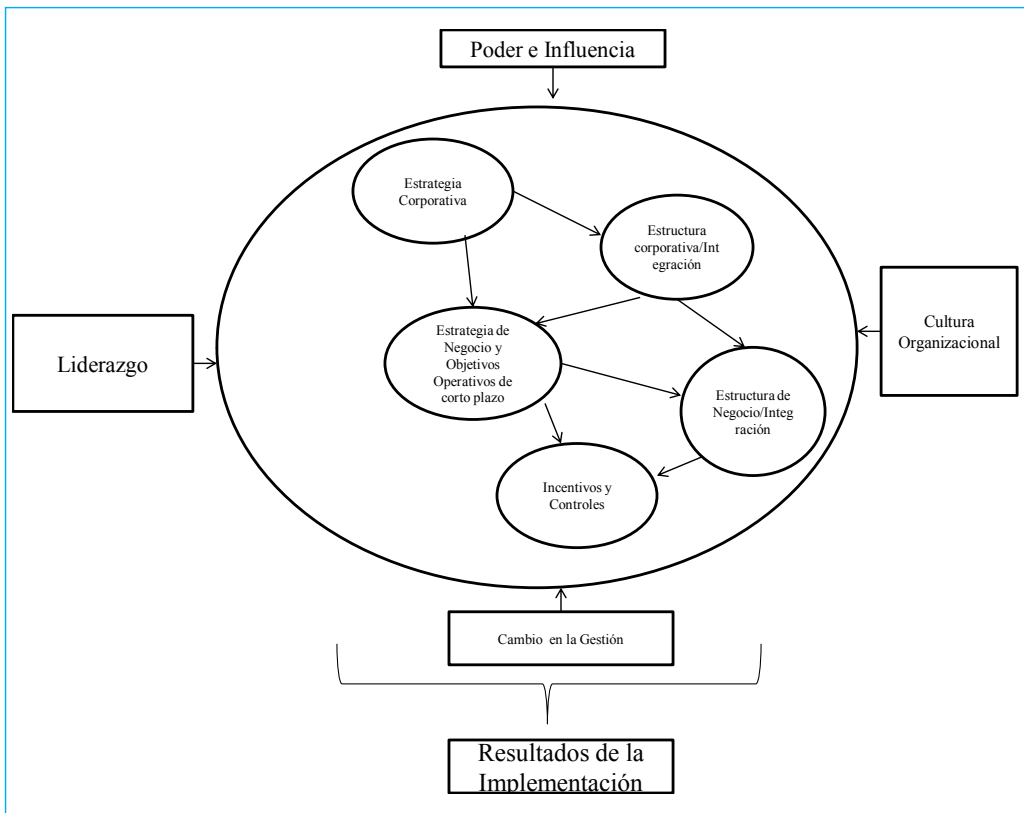 Poder e Influencia
Estrategia
Corporativa
Estructura
corporativa/Int
egración
Liderazgo
Estrategia de
Negocio y
Objetivos
Operativos de
corto plazo
Cultura
Organizacional
Estructura de
Negocio/Integ
ración
Incentivos y
Controles
Cambio en la Gestión
Resultados de la
Implementación